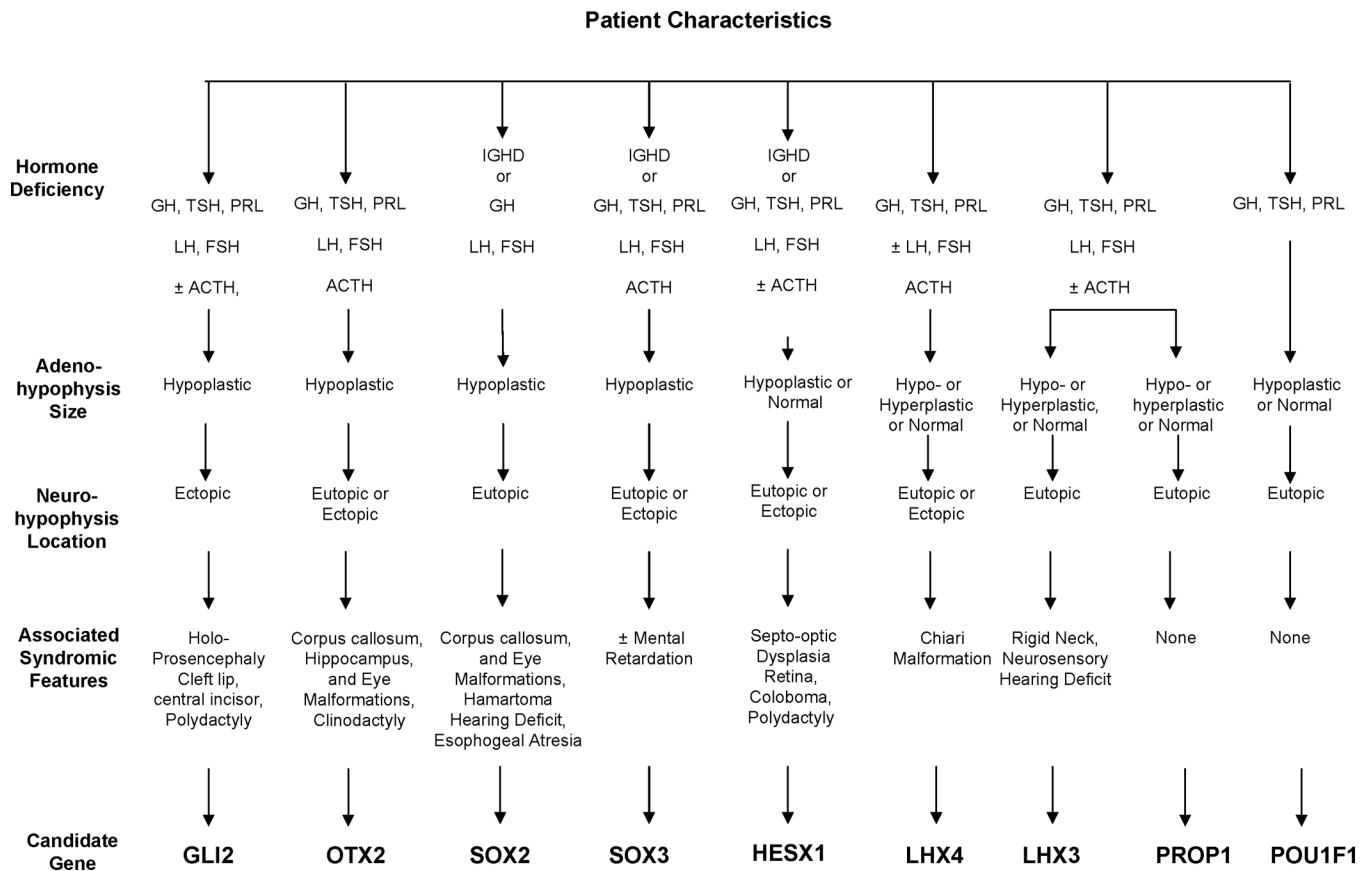 Patient Characteristics
Hormone
Deficiency
GH, TSH, PRL
LH, FSH
± ACTH,
GH, TSH, PRL
LH, FSH
ACTH
IGHD
or
GH
LH, FSH
IGHD
or
GH, TSH, PRL
LH, FSH
ACTH
IGHD
or
GH, TSH, PRL
LH, FSH
± ACTH
GH, TSH, PRL
± LH, FSH
ACTH
GH, TSH, PRL
LH, FSH
± ACTH
GH, TSH, PRL
Adeno-
hypophysis
Size
Hypoplastic
Hypoplastic
Hypoplastic
Hypoplastic
Hypoplastic or
Normal
Hypo- or
Hyperplastic
or Normal
Hypo- or
Hyperplastic,
or Normal
Hypo- or
hyperplastic
or Normal
Hypoplastic
or Normal
Neuro-
hypophysis
Location
Ectopic
Eutopic or
Ectopic
Eutopic
Eutopic or
Ectopic
Eutopic or
Ectopic
Eutopic or
Ectopic
Eutopic
Eutopic
Eutopic
Associated
Syndromic
Features
Holo-
Prosencephaly
Cleft lip,
central incisor,
Polydactyly
Corpus callosum,
Hippocampus,
and Eye
Malformations,
Clinodactyly
Corpus callosum,
and Eye
Malformations,
Hamartoma
Hearing Deficit,
Esophogeal Atresia
± Mental
Retardation
Septo-optic
Dysplasia
Retina,
Coloboma,
Polydactyly
Chiari
Malformation
Rigid Neck,
Neurosensory
Hearing Deficit
None
None
Candidate
Gene
GLI2
OTX2
SOX2
SOX3
HESX1
LHX4
LHX3
PROP1
POU1F1